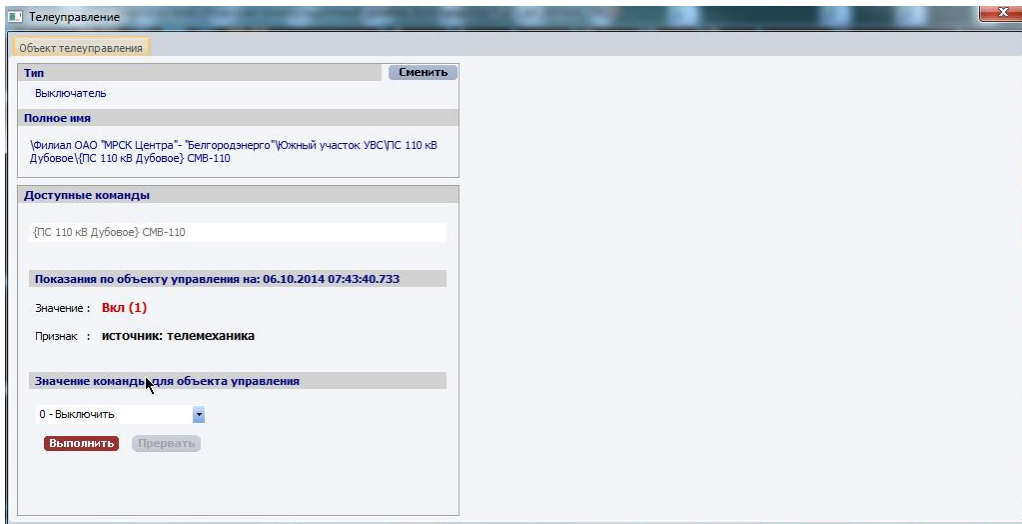 Телеуправление
Объект телеуправления
Тип
Сменить
Выключатель
Полное имя
\Филиал ОАО "МРСК Центра"- "Белгородэнерго"\Южный участок УВС\ПС 110 кВ
Дубовое\{ПС 110 кВ Дубовое} СМВ-110
Доступные команды
{ПС 110 кВ Дубовое} СМВ-110
Показания по объекту управления на: 06.10.2014 07:43:40.733
Значение : Вкл (1)
Признак : источник: телемеханика
Значение команды для объекта управления
0 - Выключить
Выполнить Прервать